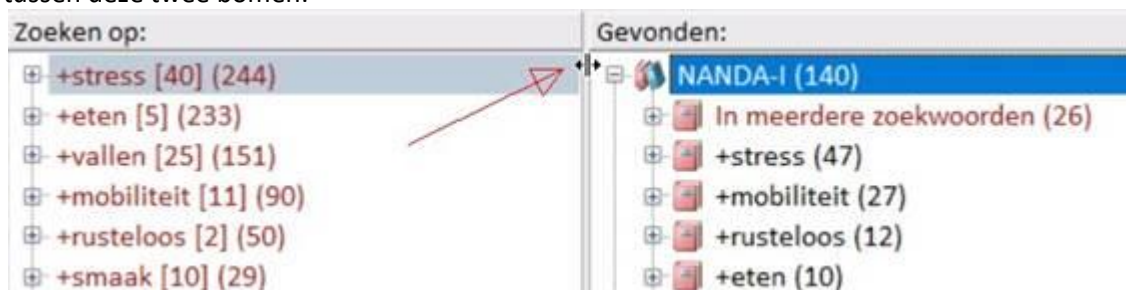 tussen deze twee bomen.
Zoeken op:
+stress [40] (244)
+eten [5] (233)
+vallen [25] (151)
+mobiliteit [11] (90)
+rusteloos [2] (50)
+smaak [10] (29)
Gevonden:
NANDA-I (140)
In meerdere zoekwoorden (26)
+stress (47)
+mobiliteit (27)
+rusteloos (12)
+eten (10)